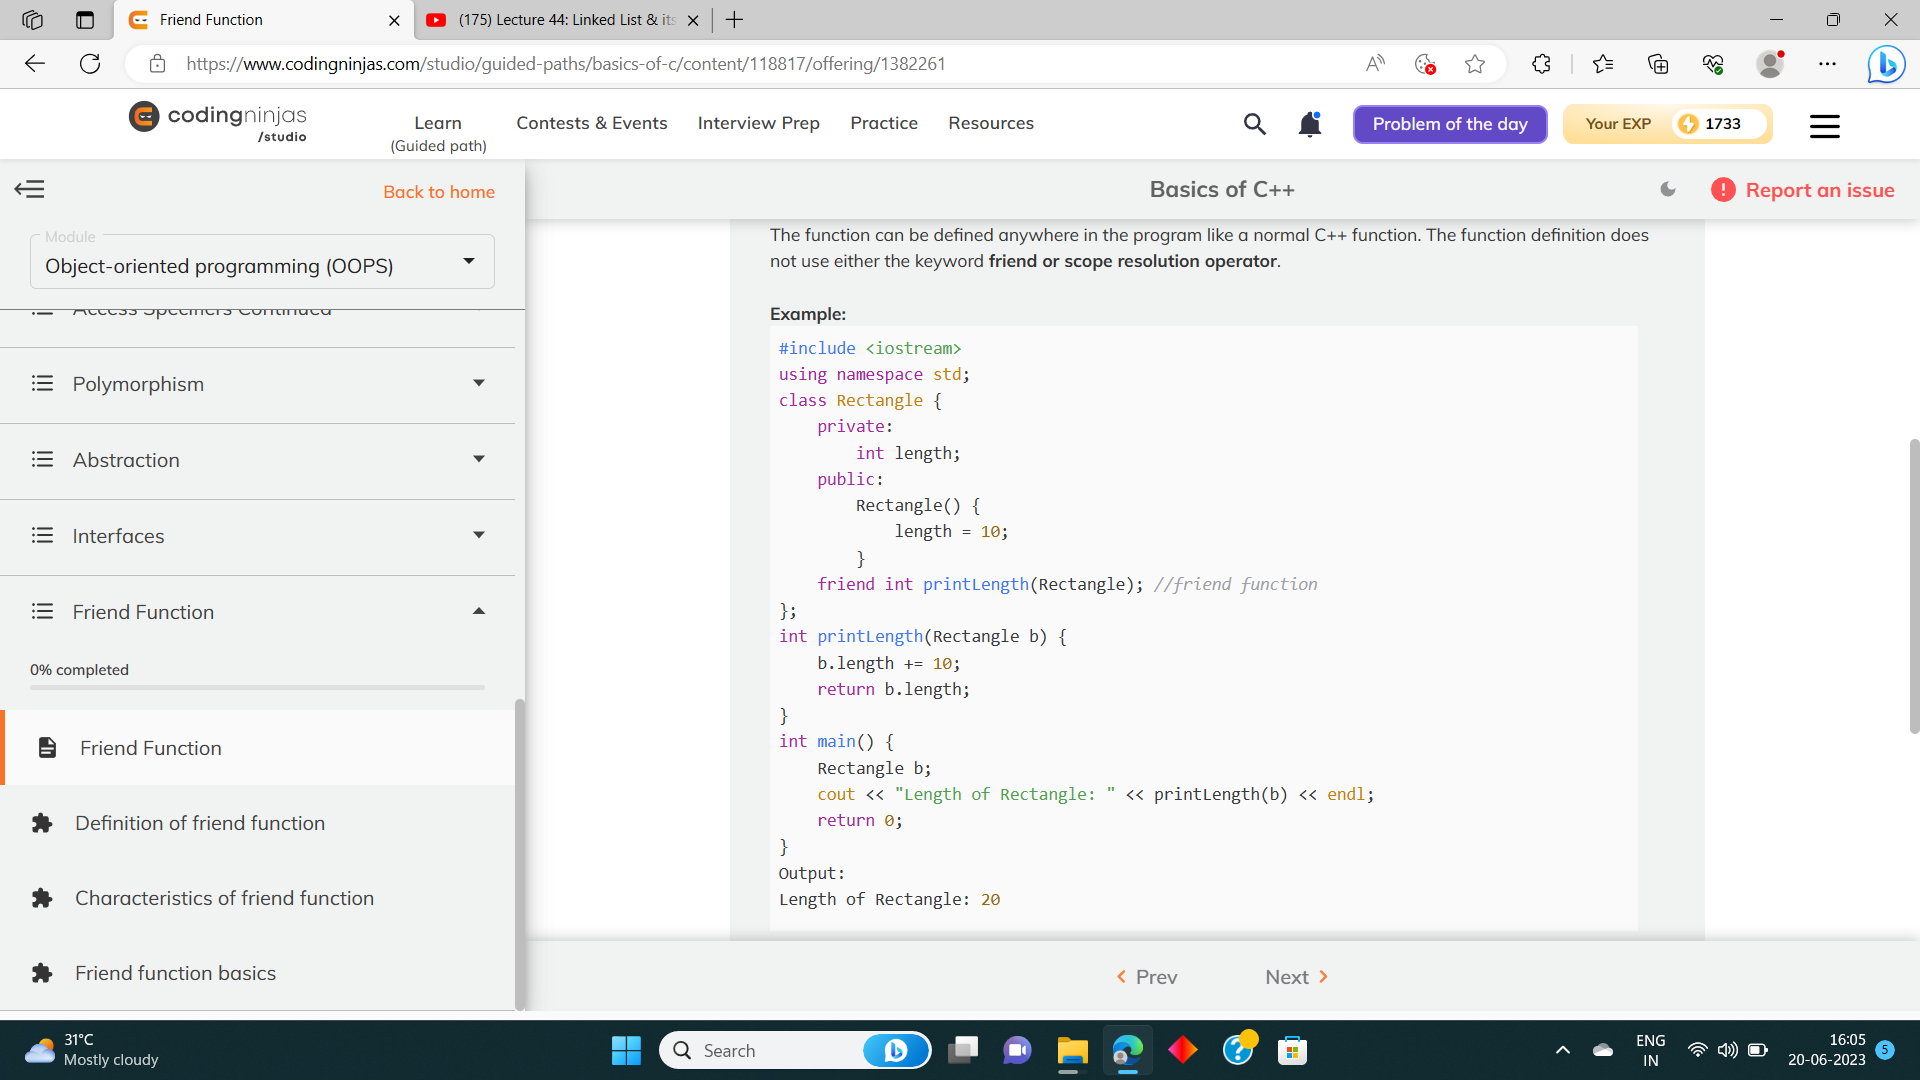 Friend Function
(175) Lecture 44: Linked List & its
https://www.codingninjas.com/studio/guided-paths/basics-of-c/content/118817/offering/1382261
codingninjas
/studio
Learn
(Guided path)
Contests & Events
Interview Prep
Practice
Resources
Problem of the day
Your EXP
1733
Back to home
Module
Object-oriented programming (OOPS)
Access Specifiers Continued
Polymorphism
Abstraction
Interfaces
Friend Function
0% completed
Friend Function
Definition of friend function
Characteristics of friend function
Friend function basics
Basics of C++
Report an issue
The function can be defined anywhere in the program like a normal C++ function. The function definition does
not use either the keyword friend or scope resolution operator.
Example:
#include <iostream>
using namespace std;
class Rectangle {
    private:
        int length;
    public:
        Rectangle() {
            length = 10;
        }
    friend int printLength(Rectangle); //friend function
};
int printLength(Rectangle b) {
    b.length += 10;
    return b.length;
}
int main() {
    Rectangle b;
    cout << "Length of Rectangle: " << printLength(b) << endl;
    return 0;
}
Output:
Length of Rectangle: 20
Prev
Next
31°C
Mostly cloudy
Search
ENG
IN
16:05
20-06-2023
5